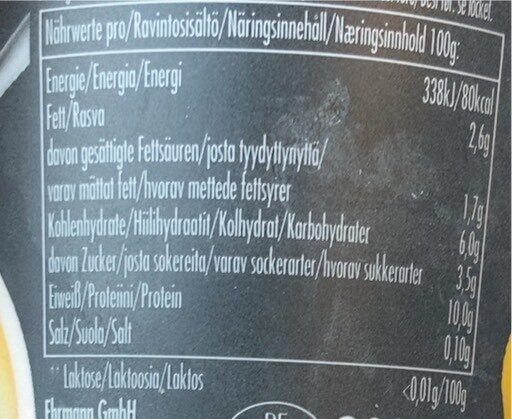 se locket.
Nährwerte pro/Ravintosisältö/Näringsinnehåll/Næringsinnhold 100g:
Energie/Energia/Energi 338kJ/80kcal
Fett/Rasva 2,6g
davon gesättigte Fettsäuren/josta tyydyttynyttä/
varav mättat fett/hvorav mettede fettsyrer 1,7g
Kohlenhydrate/Hiilihydraatit/Kolhydrat/Karbohydrater 6,0g
davon Zucker/josta sokereita/varav sockerarter/hvorav sukkerarter 3,5g
Eiweiß/Proteiini/Protein 10,0g
Salz/Suola/Salt 0,10g
**Laktose/Laktoosia/Laktos <0,01g/100g
Ehrmann GmbH
DE